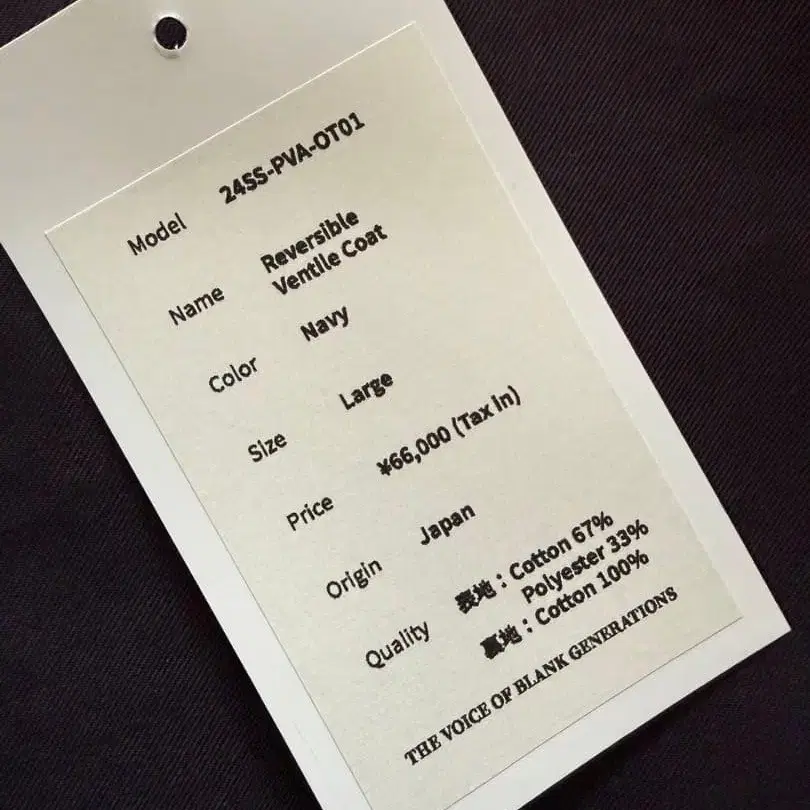 Model 24SS-PVA-OT01
Name Reversible
Ventile Coat
Color Navy
Size Large
Price ¥66,000 (Tax in)
Origin Japan
Quality 表地：Cotton 67%
Polyester 33%
裏地：Cotton 100%
THE VOICE OF BLANK GENERATIONS